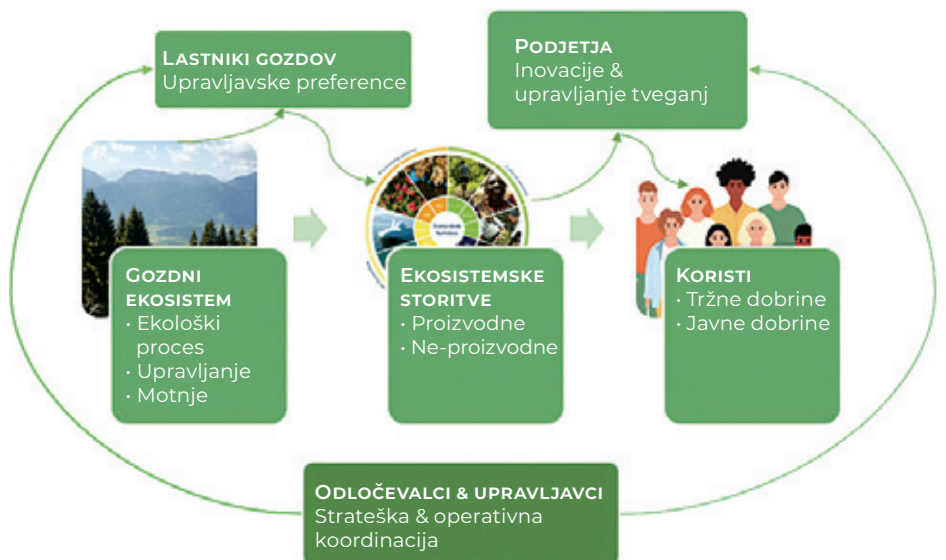 LASTNIKI GOZDOV
Upravljavske preference
PODJETJA
Inovacije &
upravljanje tveganj
GOZDNI
EKOSISTEM
· Ekološki
proces
· Upravljanje
· Motnje
EKOSISTEMSKE
STORITVE
· Proizvodne
· Ne-proizvodne
KORISTI
· Tržne dobrine
· Javne dobrine
ODLOČEVALCI & UPRAVLJAVCI
Strateška & operativna
koordinacija